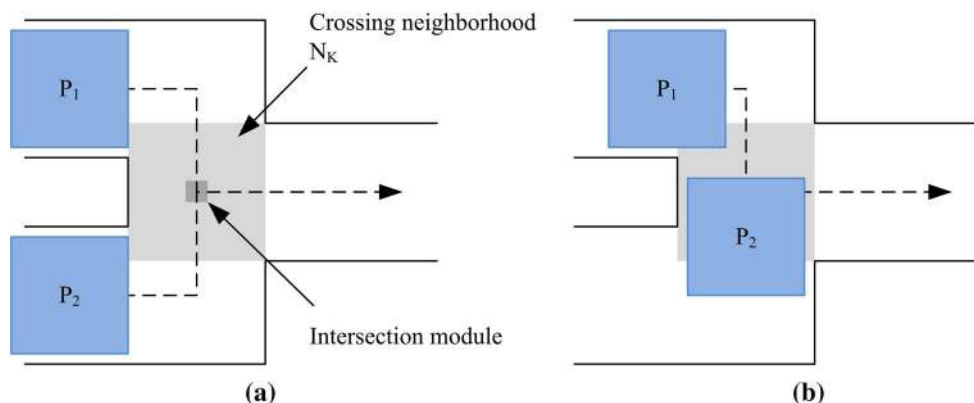 Crossing neighborhood
N_K
P_1
P_2
Intersection module
(a)
P_1
P_2
(b)